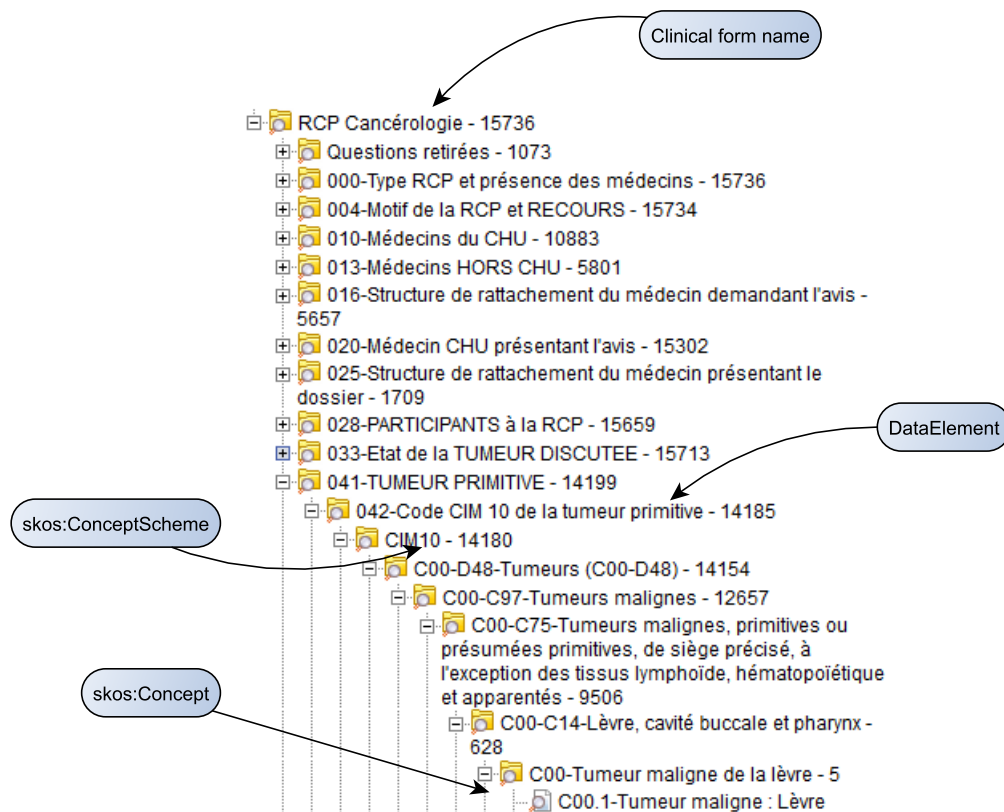 Clinical form name
RCP Cancérologie - 15736
Questions retirées - 1073
000-Type RCP et présence des médecins - 15736
004-Motif de la RCP et RECOURS - 15734
010-Médecins du CHU - 10883
013-Médecins HORS CHU - 5801
016-Structure de rattachement du médecin demandant l'avis -
5657
020-Médecin CHU présentant l'avis - 15302
025-Structure de rattachement du médecin présentant le
dossier - 1709
028-PARTICIPANTS à la RCP - 15659
DataElement
033-Etat de la TUMEUR DISCUTEE - 15713
041-TUMEUR PRIMITIVE - 14199
042-Code CIM 10 de la tumeur primitive - 14185
skos:ConceptScheme
CIM10 - 14180
C00-D48-Tumeurs (C00-D48) - 14154
C00-C97-Tumeurs malignes - 12657
C00-C75-Tumeurs malignes, primitives ou
présumées primitives, de siège précisé, à
l'exception des tissus lymphoïde, hématopoïétique
et apparentés - 9506
skos:Concept
C00-C14-Lèvre, cavité buccale et pharynx -
628
C00-Tumeur maligne de la lèvre - 5
C00.1-Tumeur maligne : Lèvre